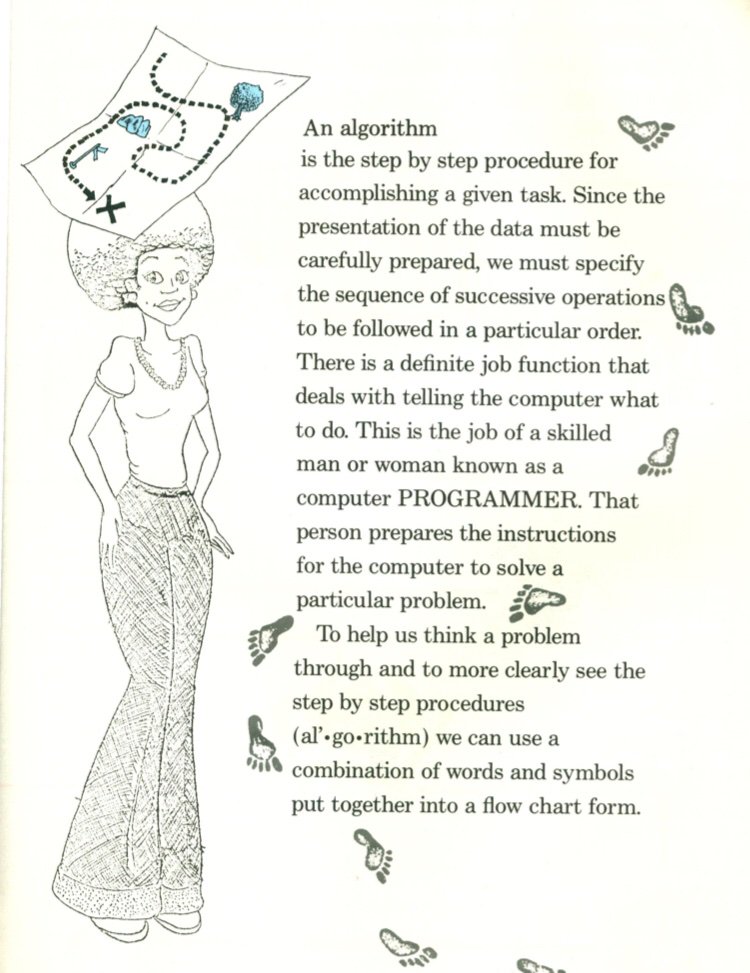 An algorithm
is the step by step procedure for
accomplishing a given task. Since the
presentation of the data must be
carefully prepared, we must specify
the sequence of successive operations
to be followed in a particular order.
There is a definite job function that
deals with telling the computer what
to do. This is the job of a skilled
man or woman known as a
computer PROGRAMMER. That
person prepares the instructions
for the computer to solve a
particular problem.
To help us think a problem
through and to more clearly see the
step by step procedures
(al'•go•rithm) we can use a
combination of words and symbols
put together into a flow chart form.